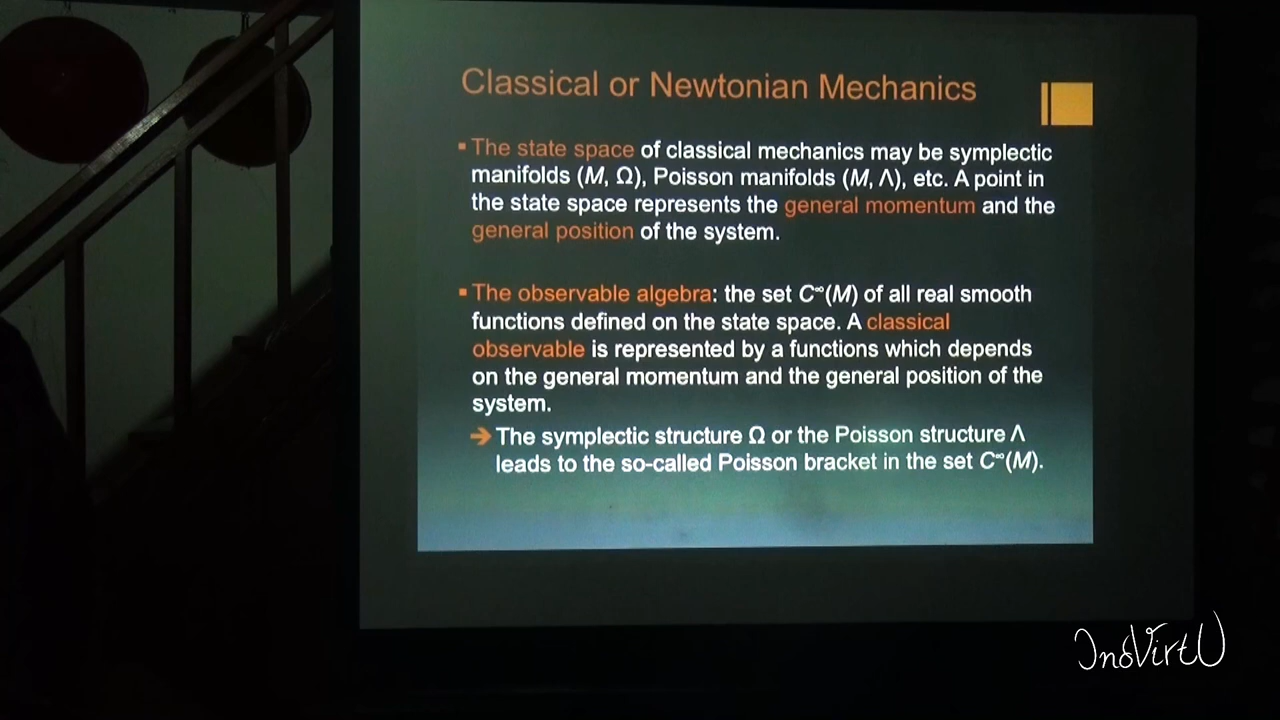 Classical or Newtonian Mechanics
▪ The state space of classical mechanics may be symplectic
manifolds (M, Ω), Poisson manifolds (M, Λ), etc. A point in
the state space represents the general momentum and the
general position of the system.
▪ The observable algebra: the set C∞(M) of all real smooth
functions defined on the state space. A classical
observable is represented by a functions which depends
on the general momentum and the general position of the
system.
➔ The symplectic structure Ω or the Poisson structure Λ
leads to the so-called Poisson bracket in the set C∞(M).
InoVirtU